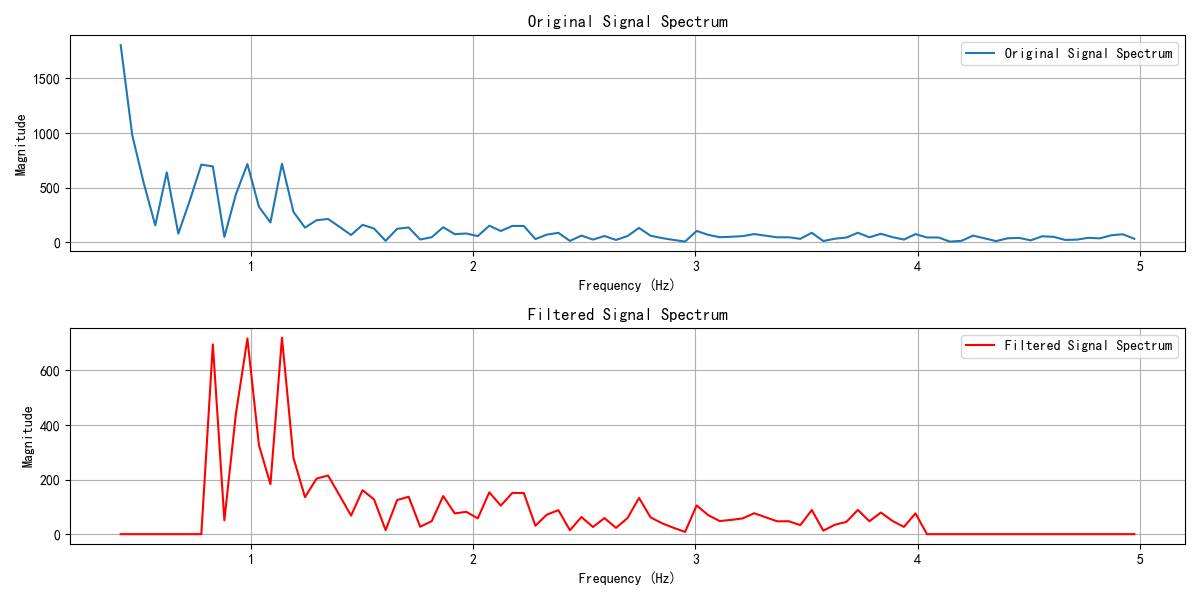 Original Signal Spectrum
Original Signal Spectrum
Magnitude
1500
1000
500
0
1 2 3 4 5
Frequency (Hz)
Filtered Signal Spectrum
Filtered Signal Spectrum
Magnitude
600
400
200
0
1 2 3 4 5
Frequency (Hz)